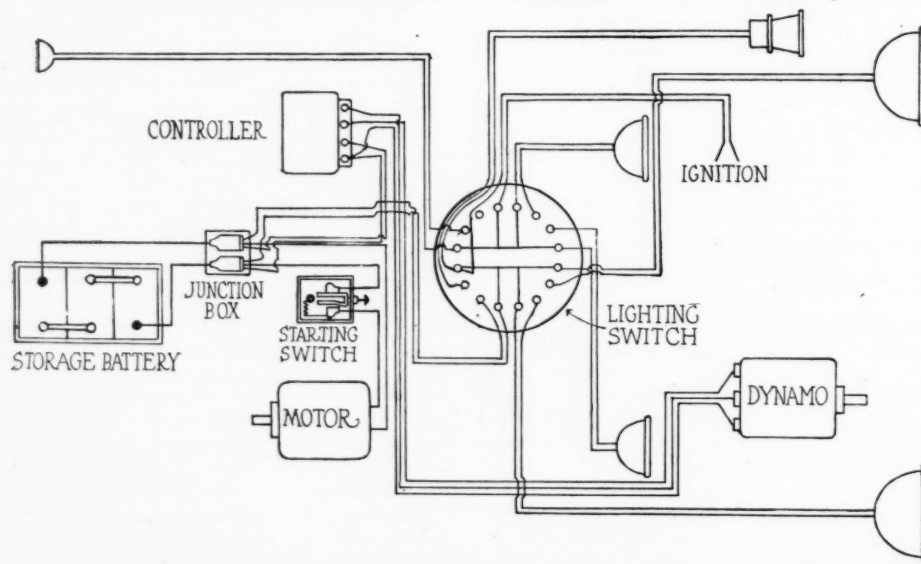 CONTROLLER
IGNITION
JUNCTION
BOX
LIGHTING
SWITCH
STARTING
SWITCH
STORAGE BATTERY
MOTOR
DYNAMO